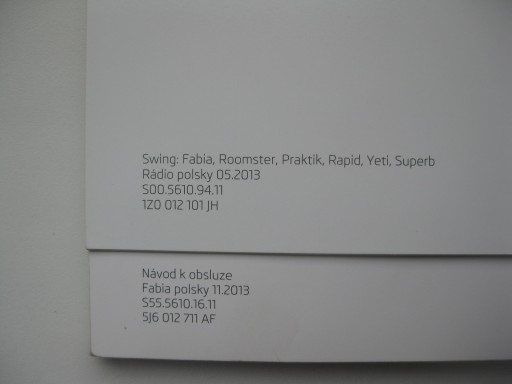 Swing: Fabia, Roomster, Praktik, Rapid, Yeti, Superb
Rádio polsky 05.2013
S00.5610.94.11
1Z0 012 101 JH
Návod k obsluze
Fabia polsky 11.2013
S55.5610.16.11
5J6 012 711 AF